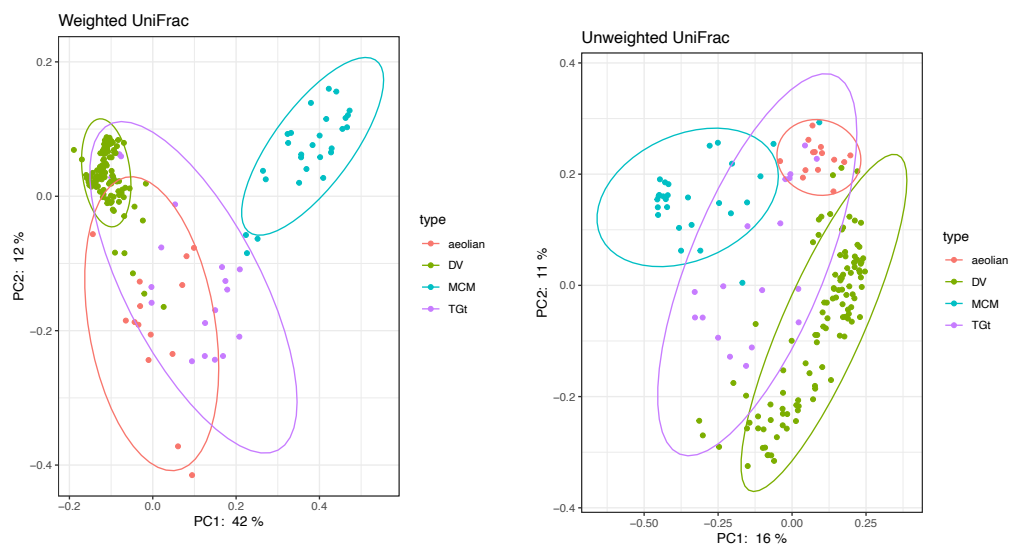 Weighted UniFrac
0.2
0.0
−0.2
−0.4
−0.2
0.0
0.2
0.4
PC1: 42 %
PC2: 12 %
type
aeolian
DV
MCM
TGt
Unweighted UniFrac
0.4
0.2
0.0
−0.2
−0.4
−0.50
−0.25
0.00
0.25
PC1: 16 %
PC2: 11 %
type
aeolian
DV
MCM
TGt